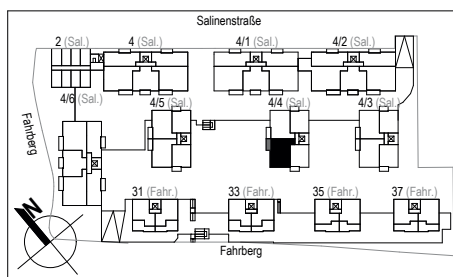 Salinenstraße
2 (Sal.) 4 (Sal.) 4/1 (Sal.) 4/2 (Sal.)
4/6 (Sal.) 4/5 (Sal.) 4/4 (Sal.) 4/3 (Sal.)
Fahrberg
31 (Fahr.) 33 (Fahr.) 35 (Fahr.) 37 (Fahr.)
N
Fahrberg